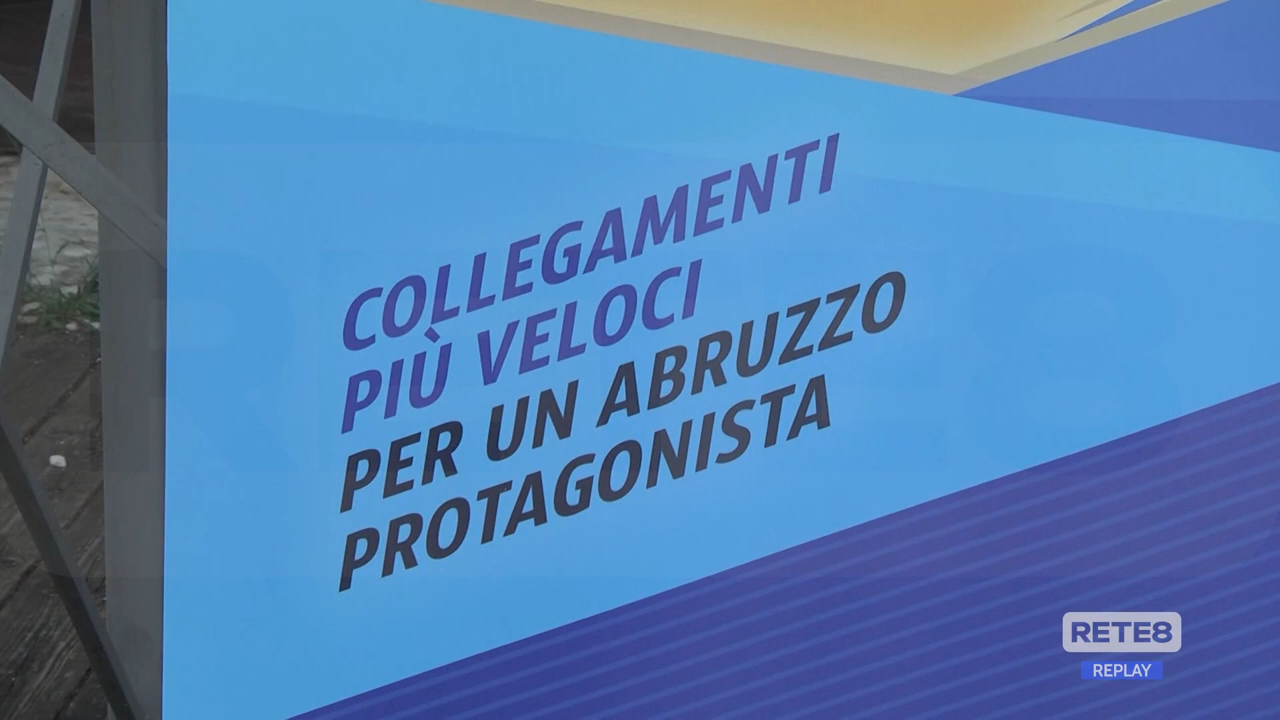 COLLEGAMENTI
PIÙ VELOCI
PER UN ABRUZZO
PROTAGONISTA
RETE8
REPLAY